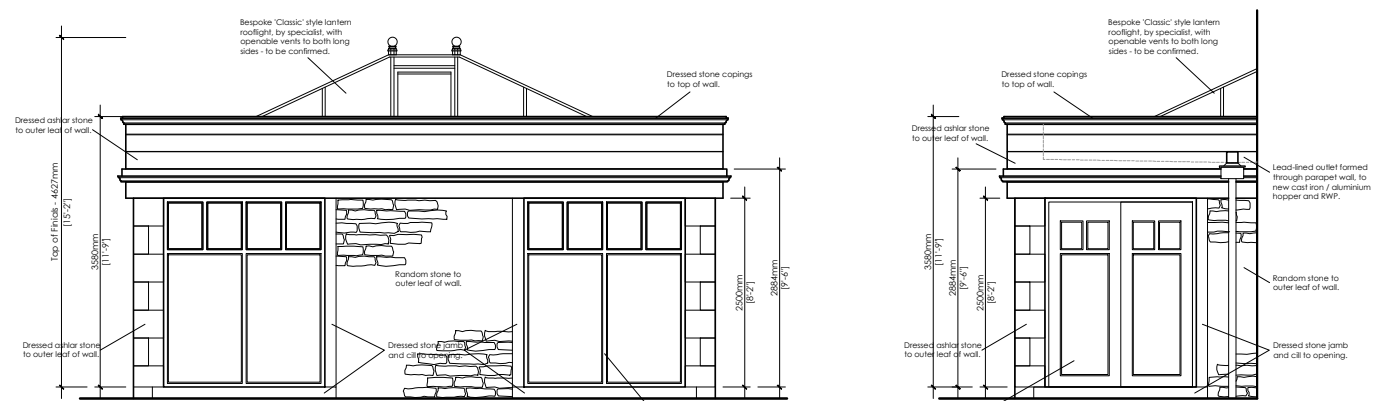 Bespoke 'Classic' style lantern
rooflight, by specialist, with
openable vents to both long
sides - to be confirmed.
Dressed stone copings
to top of wall.
Dressed ashlar stone
to outer leaf of wall.
Top of Finials - 4627mm
[15'-2"]
3580mm
[11'-9"]
Random stone to
outer leaf of wall.
2500mm
[8'-2"]
2884mm
[9'-6"]
Dressed ashlar stone
to outer leaf of wall.
Dressed stone jamb
and cill to opening.
Bespoke 'Classic' style lantern
rooflight, by specialist, with
openable vents to both long
sides - to be confirmed.
Dressed stone copings
to top of wall.
Dressed ashlar stone
to outer leaf of wall.
Lead-lined outlet formed
through parapet wall, to
new cast iron / aluminium
hopper and RWP.
3580mm
[11'-9"]
2884mm
[9'-6"]
2500mm
[8'-2"]
Random stone to
outer leaf of wall.
Dressed ashlar stone
to outer leaf of wall.
Dressed stone jamb
and cill to opening.